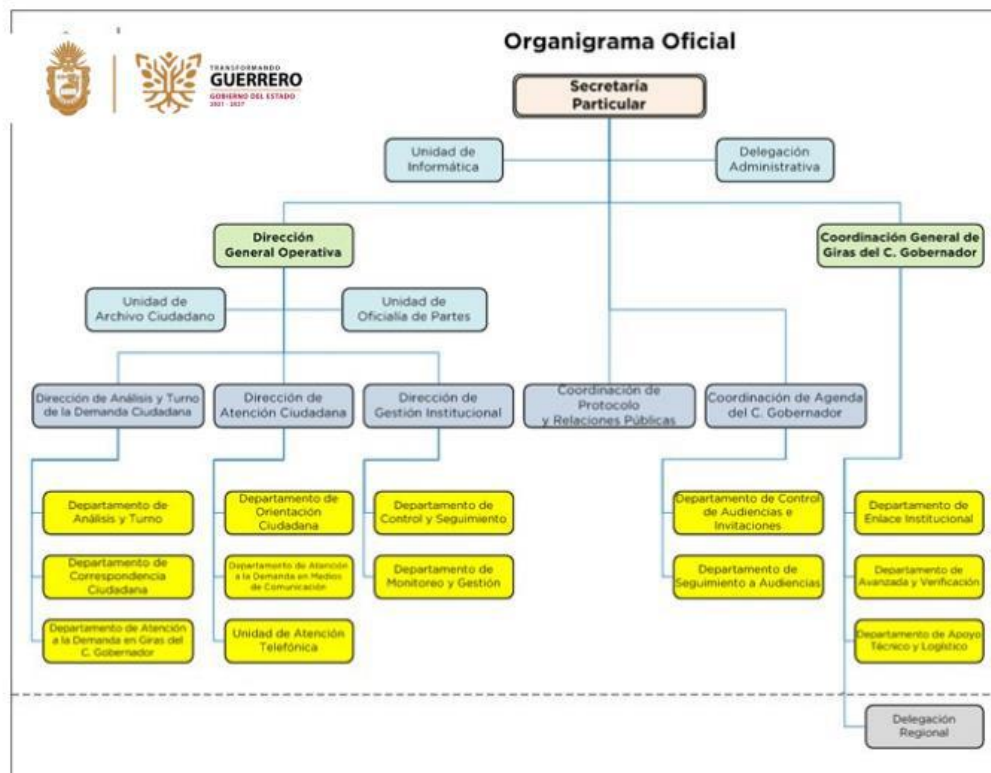 Organigrama Oficial
TRANSFORMANDO
GUERRERO
GOBIERNO DEL ESTADO
2021 - 2027
Secretaría
Particular
Unidad de
Informática
Delegación
Administrativa
Dirección
General Operativa
Coordinación General de
Giras del C. Gobernador
Unidad de
Archivo Ciudadano
Unidad de
Oficialía de Partes
Dirección de Análisis y Turno
de la Demanda Ciudadana
Dirección de
Atención Ciudadana
Dirección de
Gestión Institucional
Coordinación de
Protocolo
y Relaciones Públicas
Coordinación de Agenda
del C. Gobernador
Departamento de
Análisis y Turno
Departamento de
Orientación
Ciudadana
Departamento de
Control y Seguimiento
Departamento de Control
de Audiencias e
Invitaciones
Departamento de
Enlace Institucional
Departamento de
Correspondencia
Ciudadana
Departamento de Atención
a la Demanda en Medios
de Comunicación
Departamento de
Monitoreo y Gestión
Departamento de
Seguimiento a Audiencias
Departamento de
Avanzada y Verificación
Departamento de Atención
a la Demanda en Giras del
C. Gobernador
Unidad de Atención
Telefónica
Departamento de Apoyo
Técnico y Logístico
Delegación
Regional